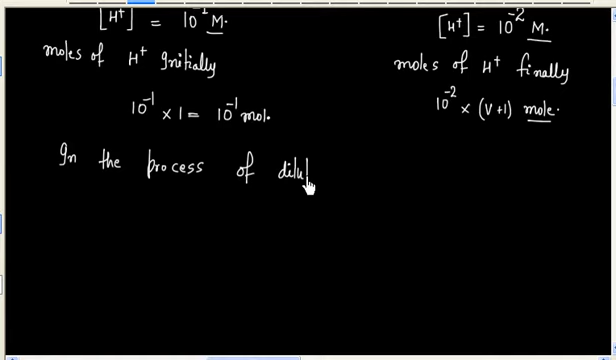 [H⁺] = 10⁻¹ M.
moles of H⁺ Initially
10⁻¹ × 1 = 10⁻¹ mol.
[H⁺] = 10⁻² M.
moles of H⁺ finally
10⁻² × (V+1) mole.
In the process of dilu